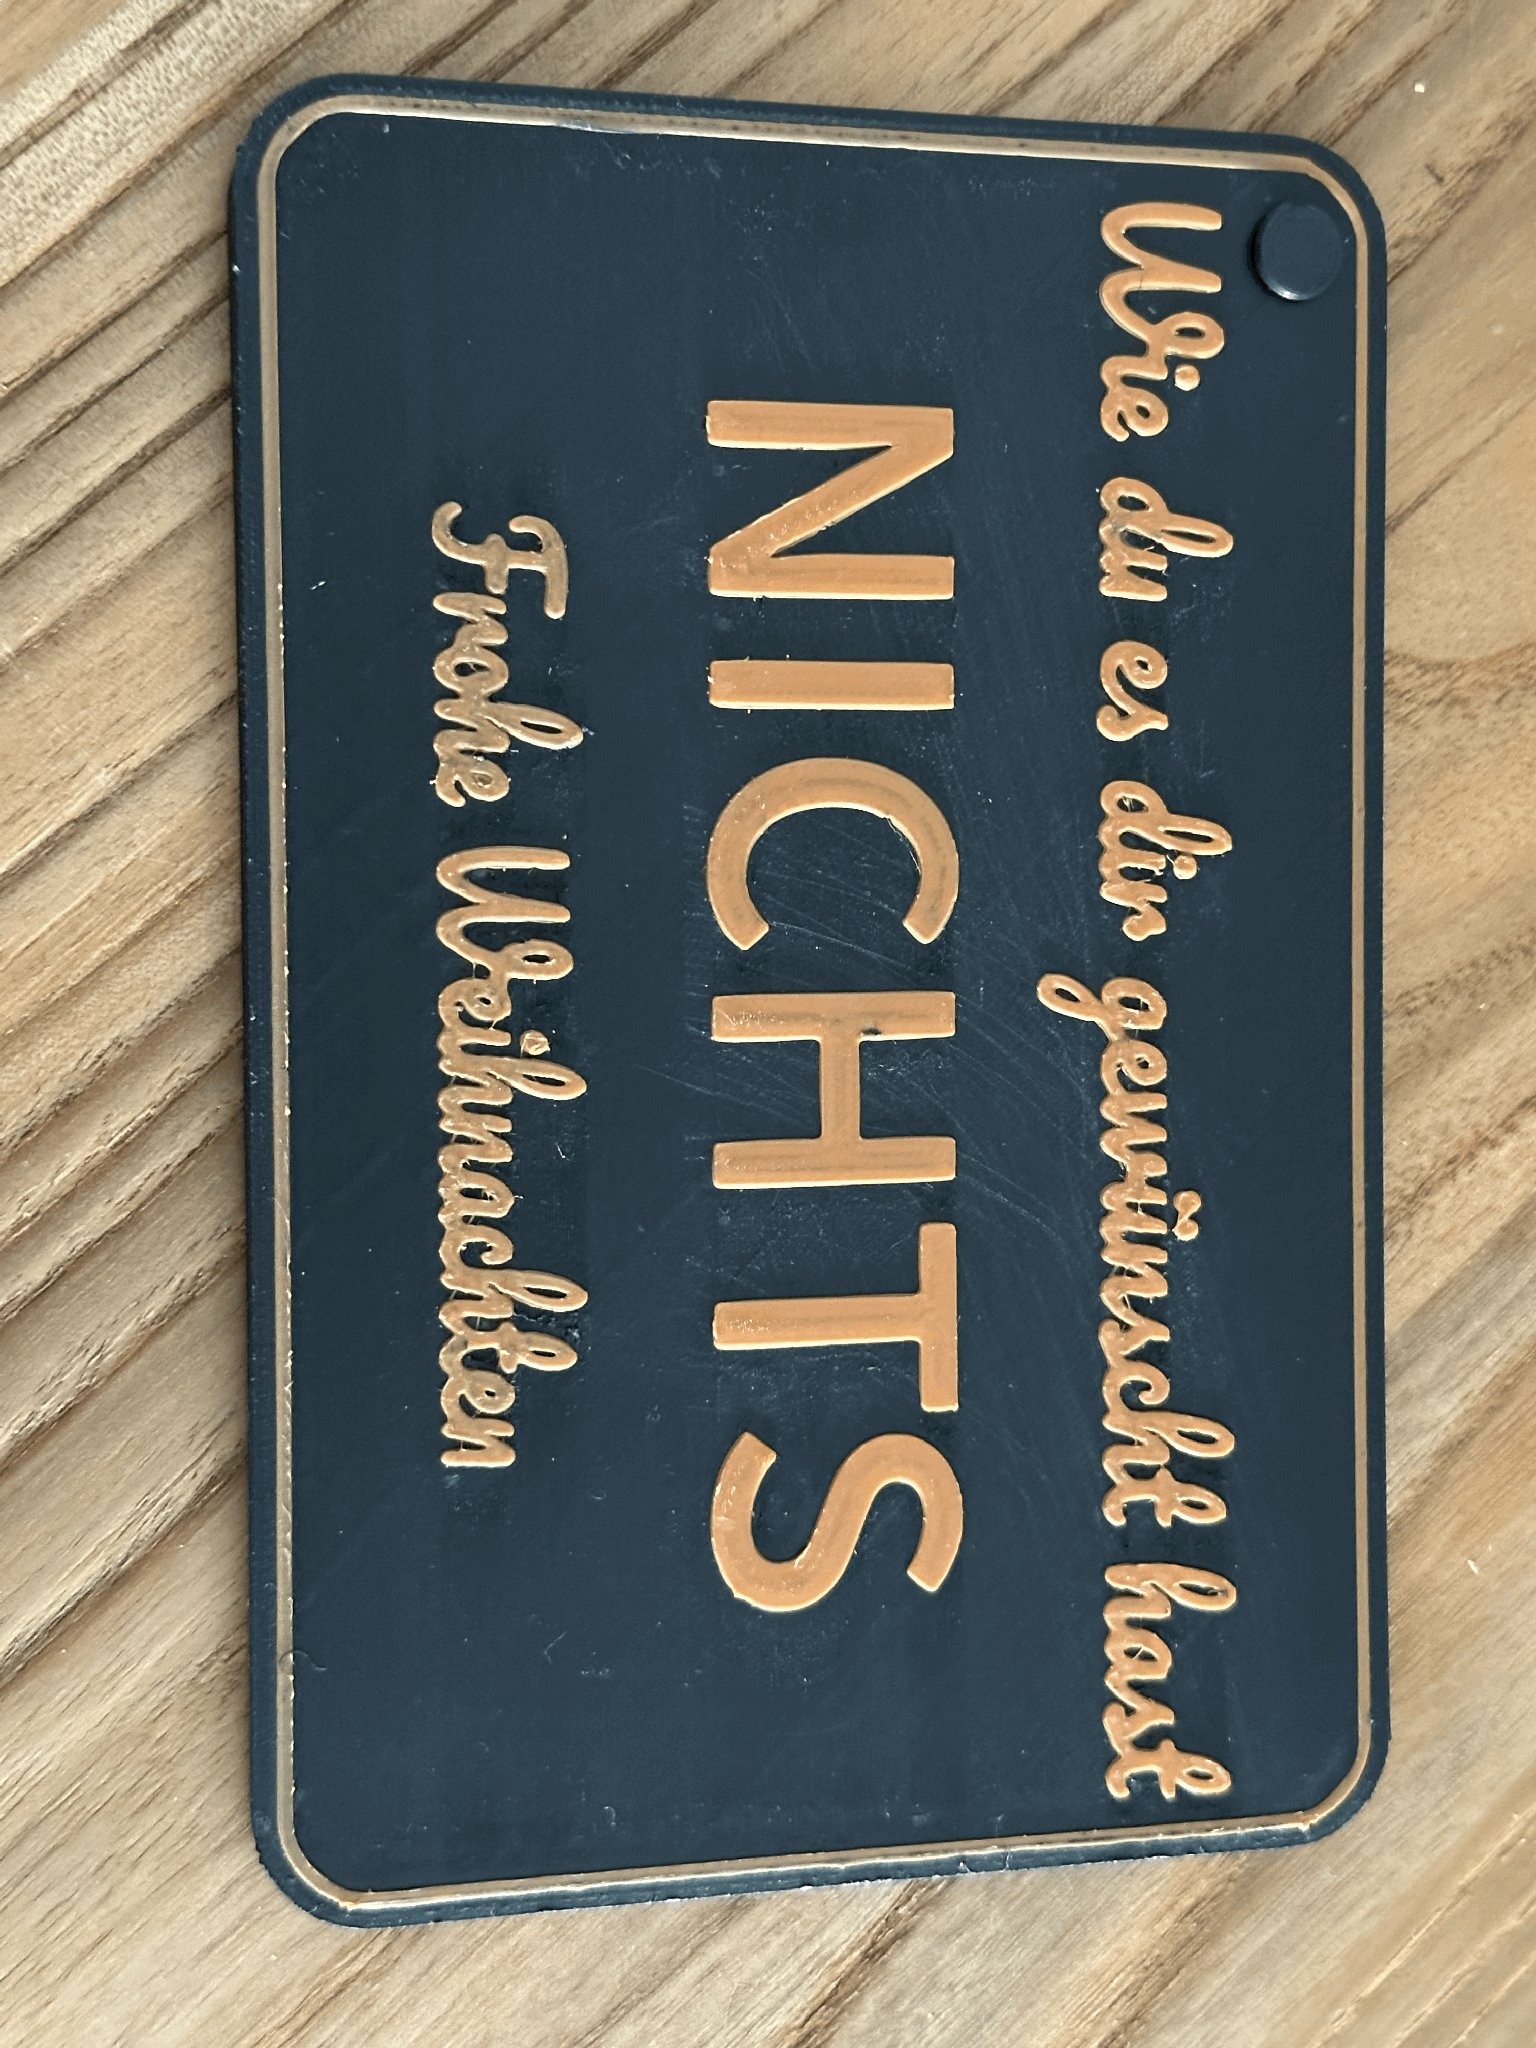 Wie du es dir gewünscht hast
NICHTS
Frohe Weihnachten